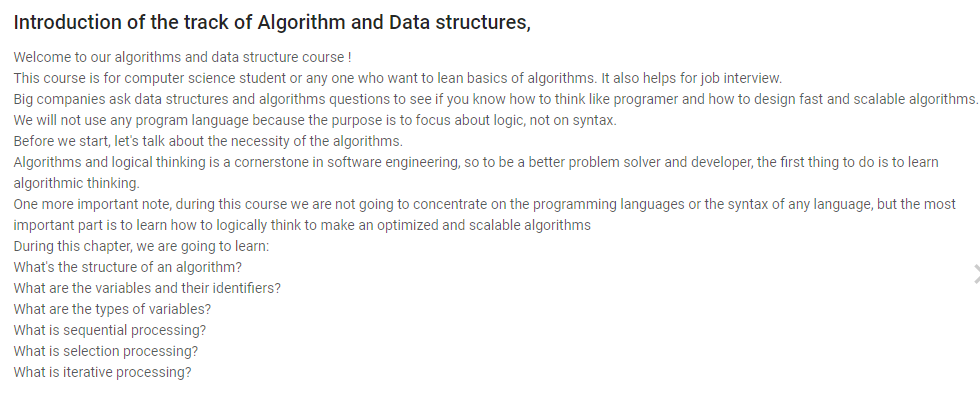 Introduction of the track of Algorithm and Data structures,
Welcome to our algorithms and data structure course !
This course is for computer science student or any one who want to lean basics of algorithms. It also helps for job interview.
Big companies ask data structures and algorithms questions to see if you know how to think like programer and how to design fast and scalable algorithms.
We will not use any program language because the purpose is to focus about logic, not on syntax.
Before we start, let's talk about the necessity of the algorithms.
Algorithms and logical thinking is a cornerstone in software engineering, so to be a better problem solver and developer, the first thing to do is to learn
algorithmic thinking.
One more important note, during this course we are not going to concentrate on the programming languages or the syntax of any language, but the most
important part is to learn how to logically think to make an optimized and scalable algorithms
During this chapter, we are going to learn:
What's the structure of an algorithm?
What are the variables and their identifiers?
What are the types of variables?
What is sequential processing?
What is selection processing?
What is iterative processing?